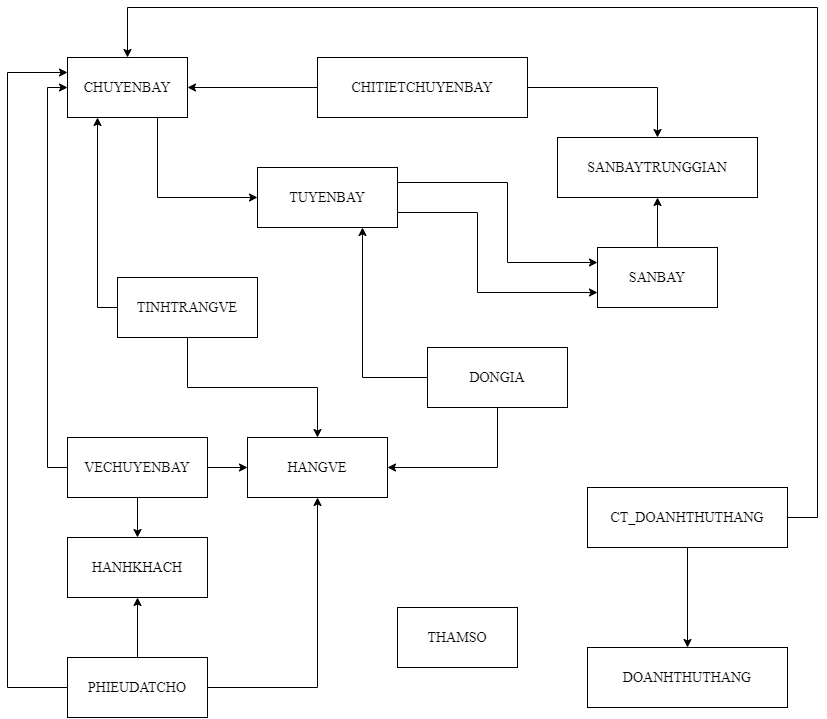 CHUYENBAY
CHITIETCHUYENBAY
SANBAYTRUNGGIAN
TUYENBAY
SANBAY
TINHTRANGVE
DONGIA
VECHUYENBAY
HANGVE
CT_DOANHTHUTHANG
HANHKHACH
THAMSO
PHIEUDATCHO
DOANHTHUTHANG